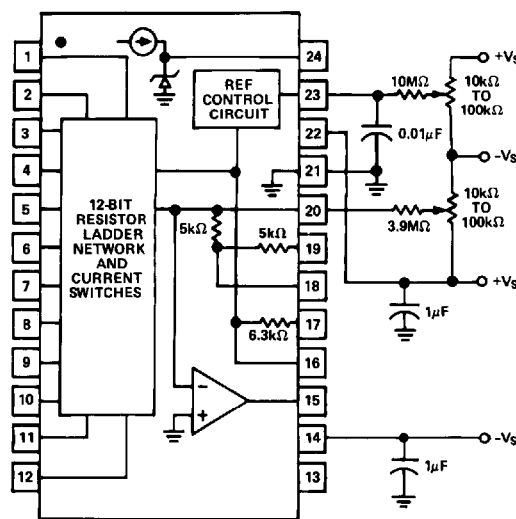 1
2
3
4
5
6
7
8
9
10
11
12
12-BIT
RESISTOR
LADDER
NETWORK
AND
CURRENT
SWITCHES
REF
CONTROL
CIRCUIT
5kΩ
5kΩ
6.3kΩ
−
+
24
23
22
21
20
19
18
17
16
15
14
13
10MΩ
0.01μF
3.9MΩ
1μF
1μF
+VS
10kΩ
TO
100kΩ
−VS
10kΩ
TO
100kΩ
+VS
−VS